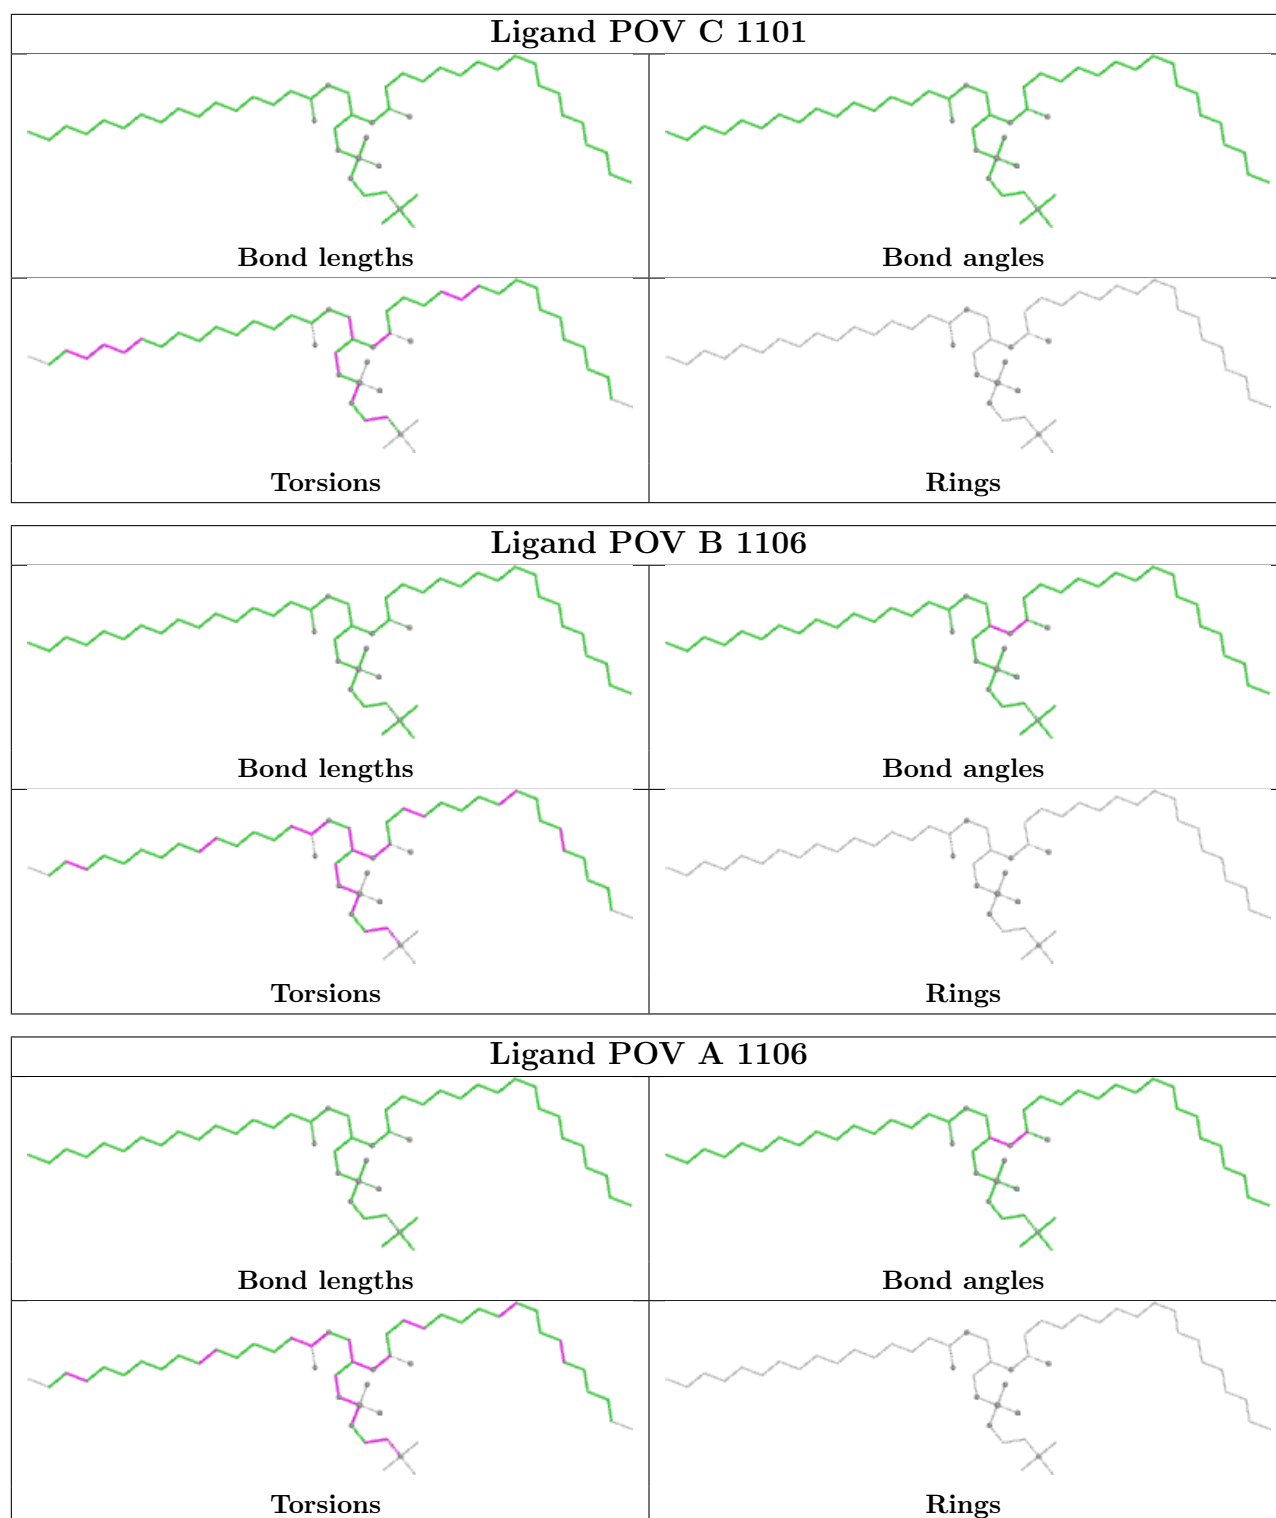 Ligand POV C 1101
Bond lengths
Bond angles
Torsions
Rings
Ligand POV B 1106
Bond lengths
Bond angles
Torsions
Rings
Ligand POV A 1106
Bond lengths
Bond angles
Torsions
Rings